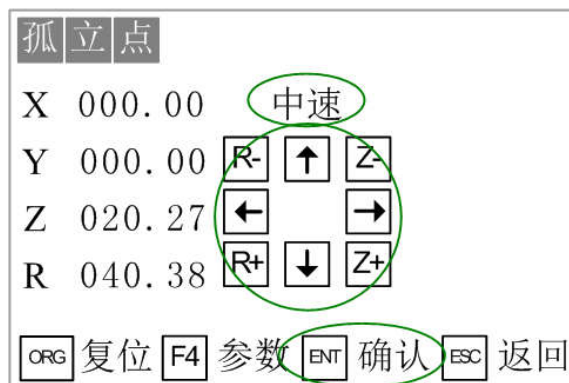 孤立点
X 000.00 中速
Y 000.00 R- ↑ Z-
Z 020.27 ← →
R 040.38 R+ ↓ Z+
ORG 复位 F4 参数 ENT 确认 ESC 返回